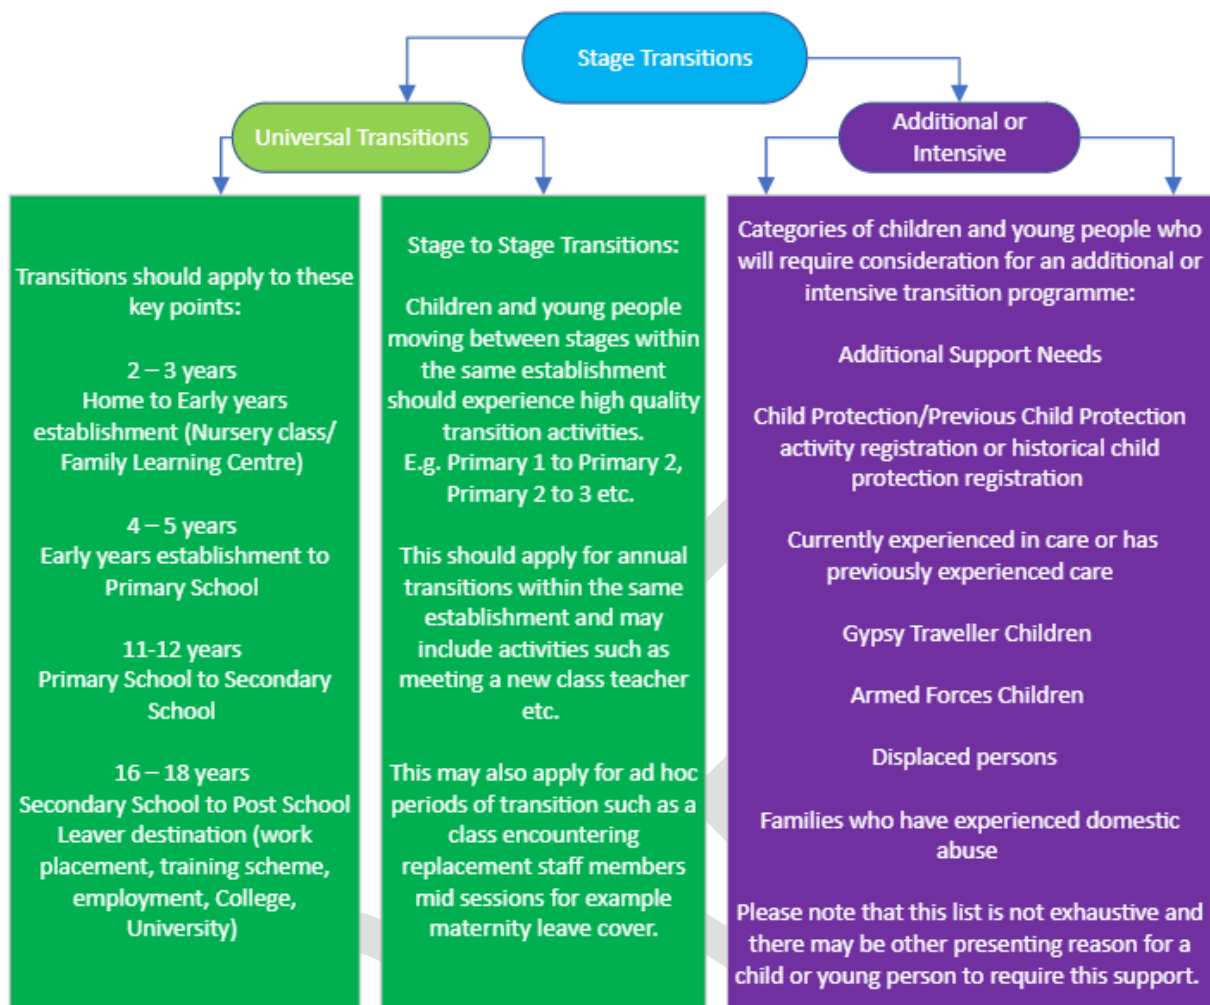 Stage Transitions
Universal Transitions
Additional or
Intensive
Transitions should apply to these
key points:
2 – 3 years
Home to Early years
establishment (Nursery class/
Family Learning Centre)
4 – 5 years
Early years establishment to
Primary School
11-12 years
Primary School to Secondary
School
16 – 18 years
Secondary School to Post School
Leaver destination (work
placement, training scheme,
employment, College,
University)
Stage to Stage Transitions:
Children and young people
moving between stages within
the same establishment
should experience high quality
transition activities.
E.g. Primary 1 to Primary 2,
Primary 2 to 3 etc.
This should apply for annual
transitions within the same
establishment and may
include activities such as
meeting a new class teacher
etc.
This may also apply for ad hoc
periods of transition such as a
class encountering
replacement staff members
mid sessions for example
maternity leave cover.
Categories of children and young people who
will require consideration for an additional or
intensive transition programme:
Additional Support Needs
Child Protection/Previous Child Protection
activity registration or historical child
protection registration
Currently experienced in care or has
previously experienced care
Gypsy Traveller Children
Armed Forces Children
Displaced persons
Families who have experienced domestic
abuse
Please note that this list is not exhaustive and
there may be other presenting reason for a
child or young person to require this support.